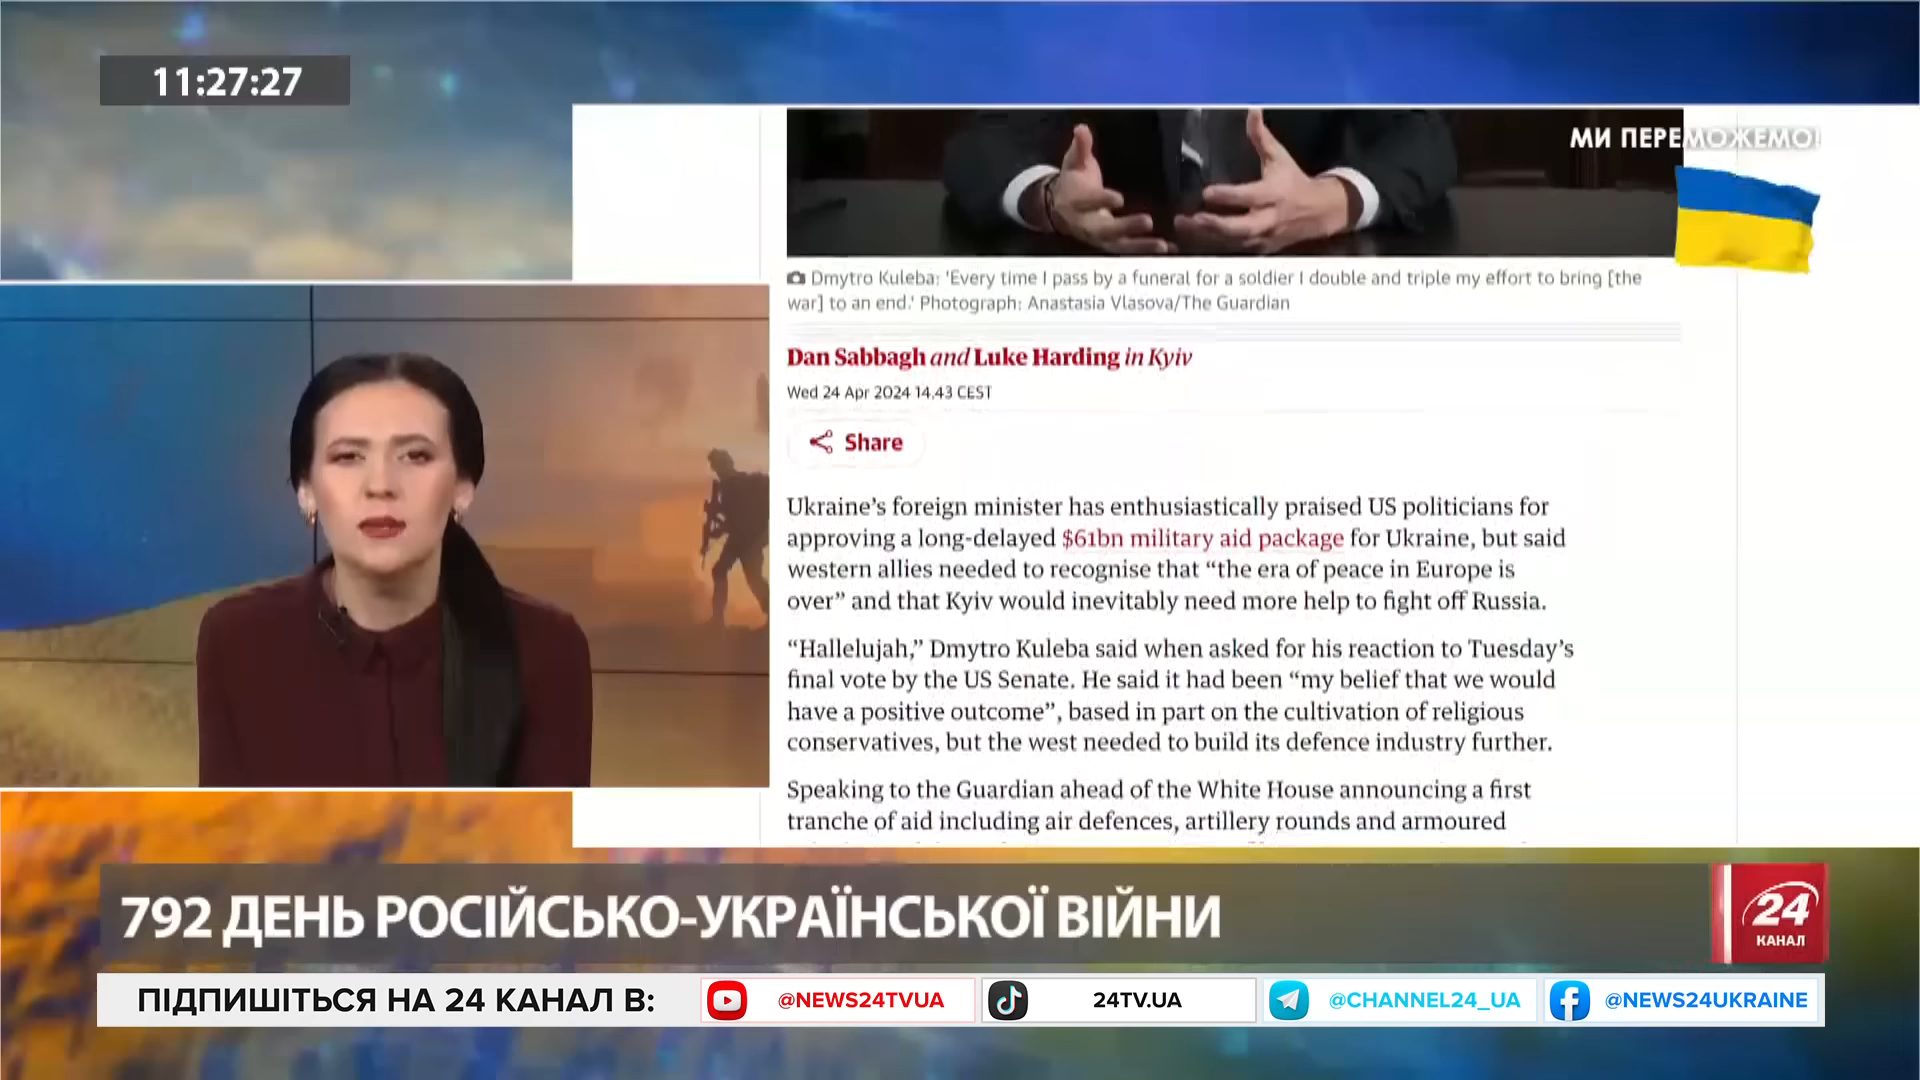 11:27:27
МИ ПЕРЕМОЖЕМО!
Dmytro Kuleba: 'Every time I pass by a funeral for a soldier I double and triple my effort to bring [the
war] to an end.' Photograph: Anastasia Vlasova/The Guardian
Dan Sabbagh and Luke Harding in Kyiv
Wed 24 Apr 2024 14.43 CEST
Share
Ukraine’s foreign minister has enthusiastically praised US politicians for
approving a long-delayed $61bn military aid package for Ukraine, but said
western allies needed to recognise that “the era of peace in Europe is
over” and that Kyiv would inevitably need more help to fight off Russia.
“Hallelujah,” Dmytro Kuleba said when asked for his reaction to Tuesday’s
final vote by the US Senate. He said it had been “my belief that we would
have a positive outcome”, based in part on the cultivation of religious
conservatives, but the west needed to build its defence industry further.
Speaking to the Guardian ahead of the White House announcing a first
tranche of aid including air defences, artillery rounds and armoured
792 ДЕНЬ РОСІЙСЬКО-УКРАЇНСЬКОЇ ВІЙНИ
24
КАНАЛ
ПІДПИШІТЬСЯ НА 24 КАНАЛ В:
@NEWS24TVUA
24TV.UA
@CHANNEL24_UA
@NEWS24UKRAINE